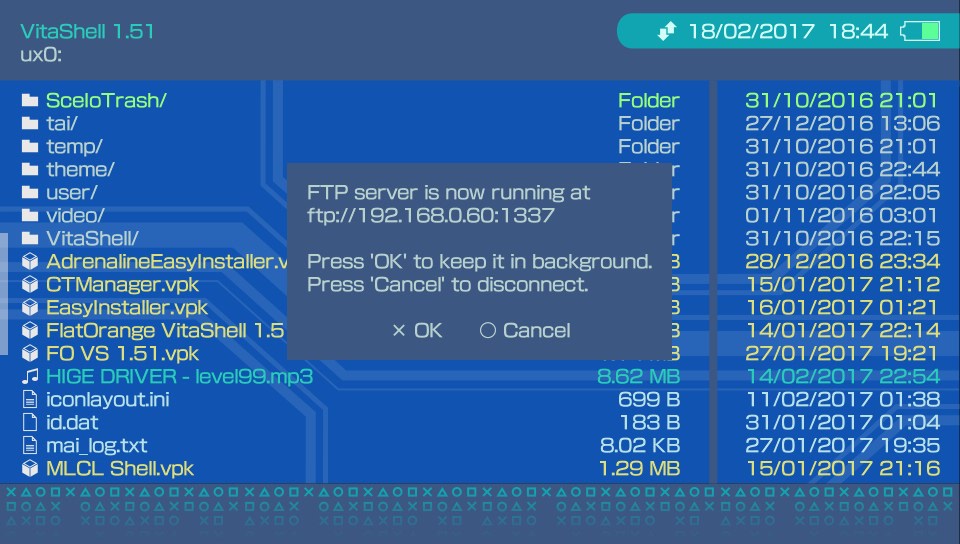 VitaShell 1.51
18/02/2017 18:44
ux0:
SceIoTrash/ Folder 31/10/2016 21:01
tai/ Folder 27/12/2016 13:06
temp/ Folder 31/10/2016 21:01
theme/ 31/10/2016 22:44
user/ 31/10/2016 22:05
video/ 01/11/2016 03:01
VitaShell/ 31/10/2016 22:15
AdrenalineEasyInstaller.v 28/12/2016 23:34
CTManager.vpk 15/01/2017 21:12
EasyInstaller.vpk 16/01/2017 01:21
FlatOrange VitaShell 1.5 14/01/2017 22:14
FO VS 1.51.vpk 27/01/2017 19:21
HIGE DRIVER - level99.mp3 8.62 MB 14/02/2017 22:54
iconlayout.ini 699 B 11/02/2017 01:38
id.dat 183 B 31/01/2017 01:04
mai_log.txt 8.02 KB 27/01/2017 19:35
MLCL Shell.vpk 1.29 MB 15/01/2017 21:16
FTP server is now running at
ftp://192.168.0.60:1337
Press 'OK' to keep it in background.
Press 'Cancel' to disconnect.
× OK ○ Cancel